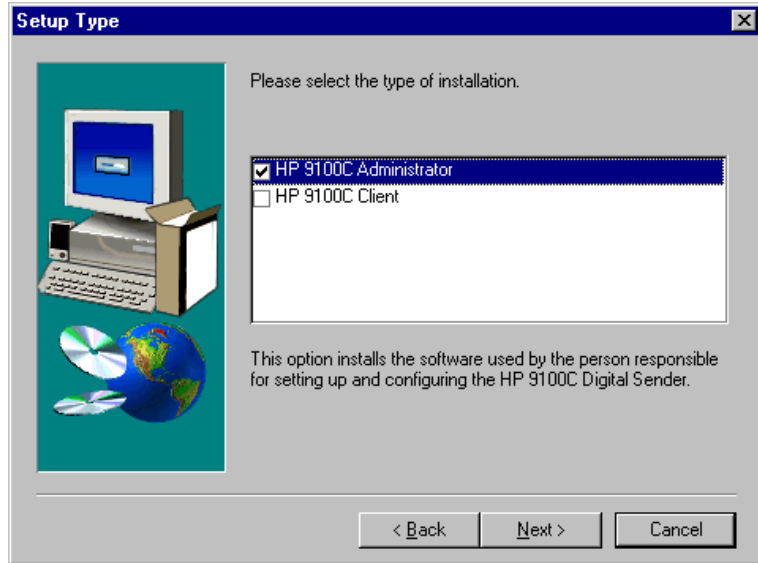 Setup Type
Please select the type of installation.
HP 9100C Administrator
HP 9100C Client
This option installs the software used by the person responsible
for setting up and configuring the HP 9100C Digital Sender.
< Back
Next >
Cancel